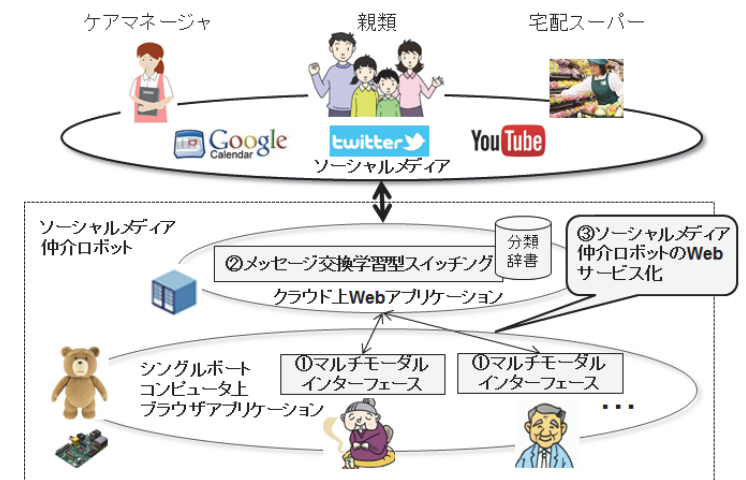 ケアマネージャ
親類
宅配スーパー
Google
Calendar
twitter
YouTube
ソーシャルメディア
ソーシャルメディア
仲介ロボット
分類
辞書
②メッセージ交換学習型スイッチング
クラウド上Webアプリケーション
③ソーシャルメディア
仲介ロボットのWeb
サービス化
シングルボート
コンピュータ上
ブラウザアプリケーション
①マルチモーダル
インターフェース
①マルチモーダル
インターフェース
...